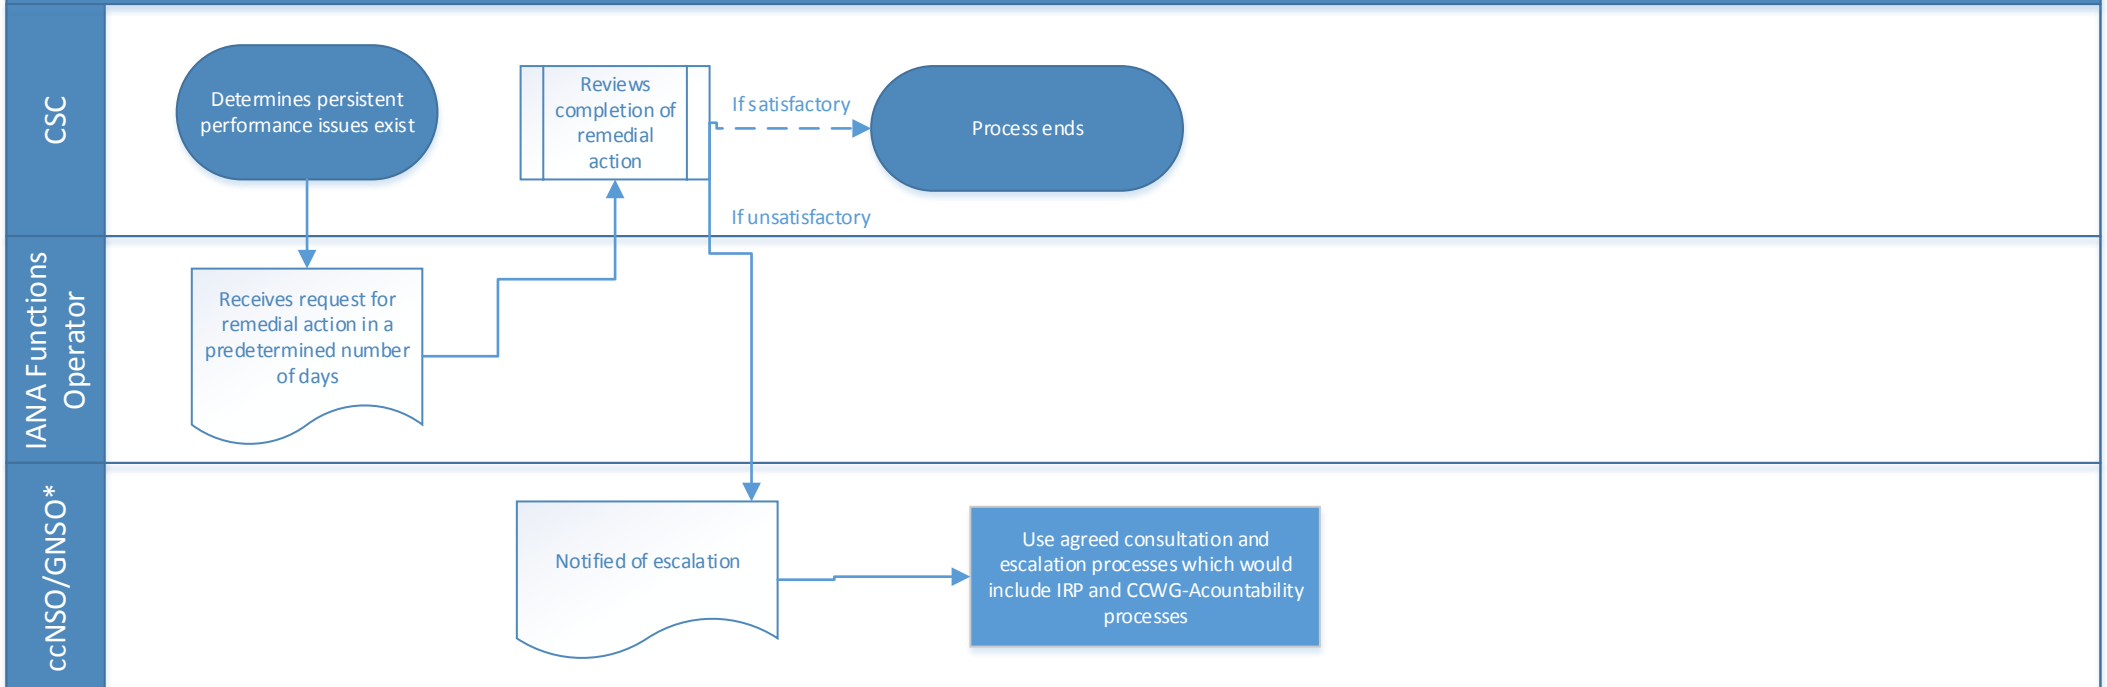 CSC
Determines persistent
performance issues exist
Reviews
completion of
remedial
action
If satisfactory
Process ends
If unsatisfactory
IANA Functions
Operator
Receives request for
remedial action in a
predetermined number
of days
ccNSO/GNSO*
Notified of escalation
Use agreed consultation and
escalation processes which would
include IRP and CCWG-Acountability
processes